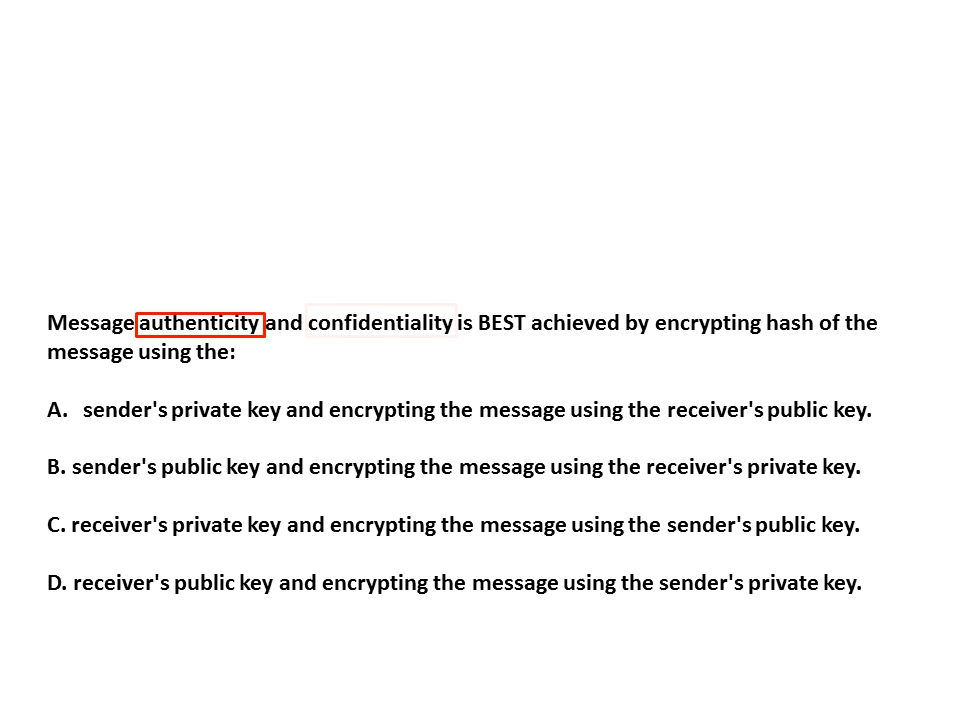 Message authenticity and confidentiality is BEST achieved by encrypting hash of the
message using the:
A. sender's private key and encrypting the message using the receiver's public key.
B. sender's public key and encrypting the message using the receiver's private key.
C. receiver's private key and encrypting the message using the sender's public key.
D. receiver's public key and encrypting the message using the sender's private key.